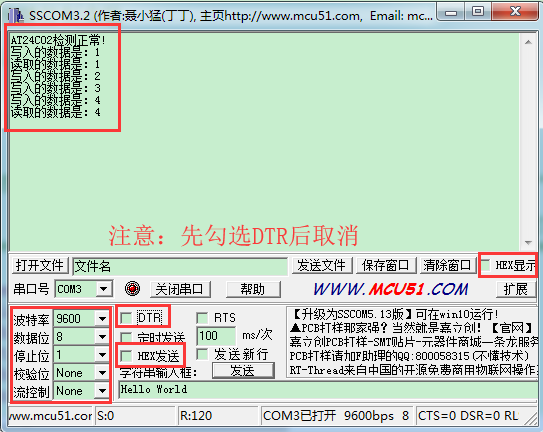 SSCOM3.2 (作者:聂小猛(丁丁), 主页http://www.mcu51.com, Email: mc...
AT24C02检测正常!
写入的数据是: 1
读取的数据是: 1
写入的数据是: 2
写入的数据是: 3
写入的数据是: 4
读取的数据是: 4
注意：先勾选DTR后取消
打开文件 文件名 发送文件 保存窗口 清除窗口 HEX显示
串口号 COM3 关闭串口 帮助 WWW.MCU51.COM 扩展
波特率 9600 DTR RTS
数据位 8 定时发送 100 ms/次
停止位 1 HEX发送 发送新行
校验位 None 字符串输入框: 发送
流控制 None Hello World
【升级为SSCOM5.13版】可在win10运行!
▲PCB打样那家强？当然就是嘉立创! 【官网】
嘉立创PCB打样-SMT贴片-元器件商城一条龙服务
PCB打样请加F助理的QQ:800058315(不懂技术)
RT-Thread来自中国的开源免费商用物联网操作
www.mcu51.cor S:0 R:120 COM3已打开 9600bps 8 CTS=0 DSR=0 RL